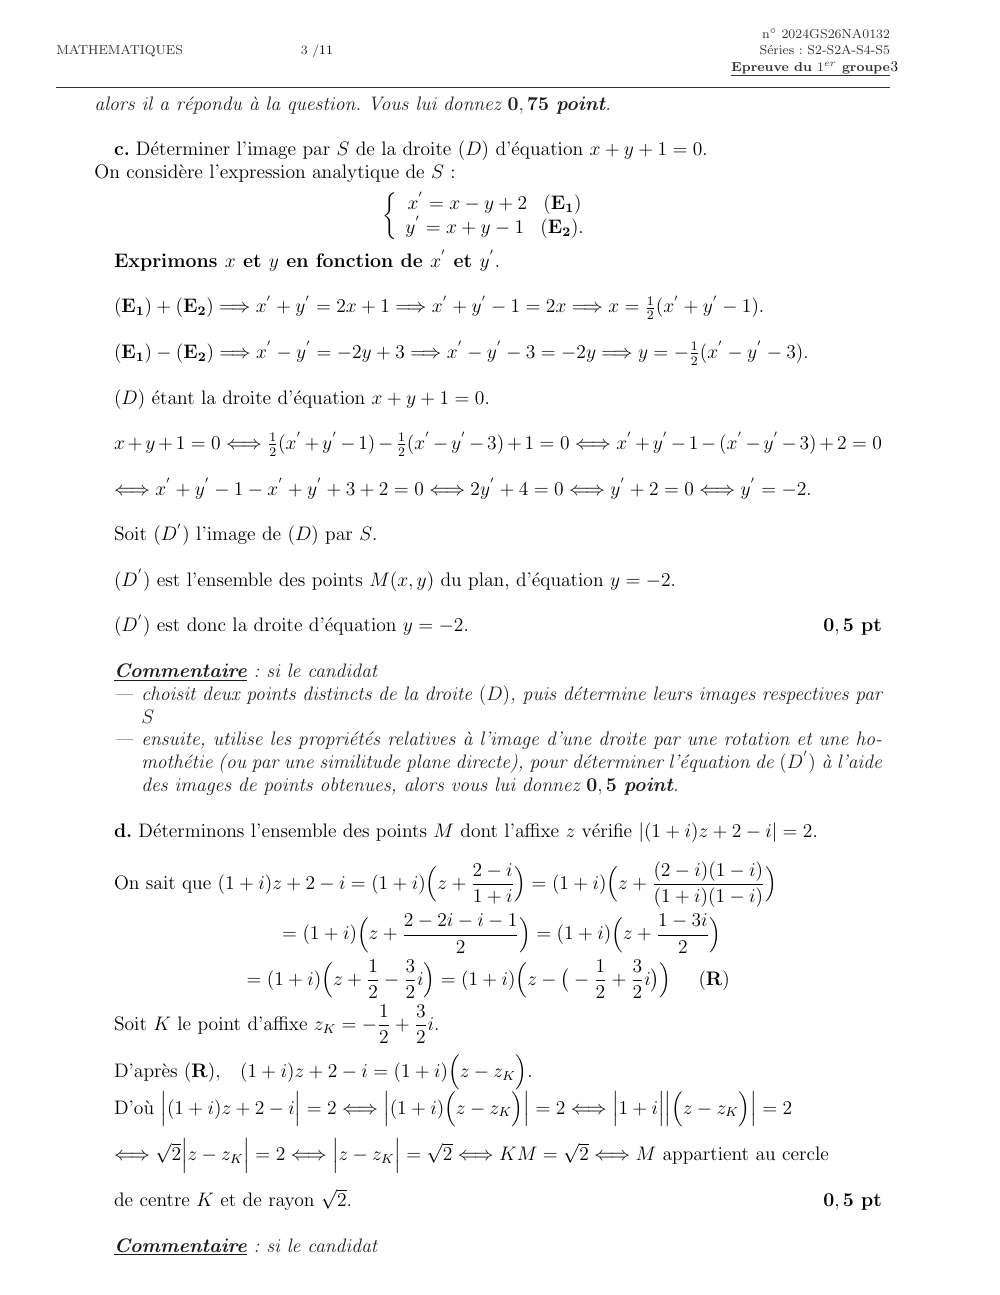 n° 2024GS26NA0132
MATHEMATIQUES 3 /11 Séries : S2-S2A-S4-S5
Epreuve du 1er groupe3
alors il a répondu à la question. Vous lui donnez 0, 75 point.
c. Déterminer l'image par S de la droite (D) d'équation x + y + 1 = 0.
On considère l'expression analytique de S :
{ x′ = x − y + 2 (E₁)
y′ = x + y − 1 (E₂).
Exprimons x et y en fonction de x′ et y′.
(E₁) + (E₂) ⟹ x′ + y′ = 2x + 1 ⟹ x′ + y′ − 1 = 2x ⟹ x = 1/2(x′ + y′ − 1).
(E₁) − (E₂) ⟹ x′ − y′ = −2y + 3 ⟹ x′ − y′ − 3 = −2y ⟹ y = −1/2(x′ − y′ − 3).
(D) étant la droite d'équation x + y + 1 = 0.
x + y + 1 = 0 ⟺ 1/2(x′ + y′ − 1) − 1/2(x′ − y′ − 3) + 1 = 0 ⟺ x′ + y′ − 1 − (x′ − y′ − 3) + 2 = 0
⟺ x′ + y′ − 1 − x′ + y′ + 3 + 2 = 0 ⟺ 2y′ + 4 = 0 ⟺ y′ + 2 = 0 ⟺ y′ = −2.
Soit (D′) l'image de (D) par S.
(D′) est l'ensemble des points M(x, y) du plan, d'équation y = −2.
(D′) est donc la droite d'équation y = −2. 0, 5 pt
Commentaire : si le candidat
— choisit deux points distincts de la droite (D), puis détermine leurs images respectives par
S
— ensuite, utilise les propriétés relatives à l'image d'une droite par une rotation et une ho-
mothétie (ou par une similitude plane directe), pour déterminer l'équation de (D′) à l'aide
des images de points obtenues, alors vous lui donnez 0, 5 point.
d. Déterminons l'ensemble des points M dont l'affixe z vérifie |(1 + i)z + 2 − i| = 2.
On sait que (1 + i)z + 2 − i = (1 + i)(z + (2 − i)/(1 + i)) = (1 + i)(z + (2 − i)(1 − i)/(1 + i)(1 − i))
= (1 + i)(z + (2 − 2i − i − 1)/2) = (1 + i)(z + (1 − 3i)/2)
= (1 + i)(z + 1/2 − 3/2 i) = (1 + i)(z − (− 1/2 + 3/2 i)) (R)
Soit K le point d'affixe z_K = −1/2 + 3/2 i.
D'après (R), (1 + i)z + 2 − i = (1 + i)(z − z_K).
D'où |(1 + i)z + 2 − i| = 2 ⟺ |(1 + i)(z − z_K)| = 2 ⟺ |1 + i||(z − z_K)| = 2
⟺ √2|z − z_K| = 2 ⟺ |z − z_K| = √2 ⟺ KM = √2 ⟺ M appartient au cercle
de centre K et de rayon √2. 0, 5 pt
Commentaire : si le candidat